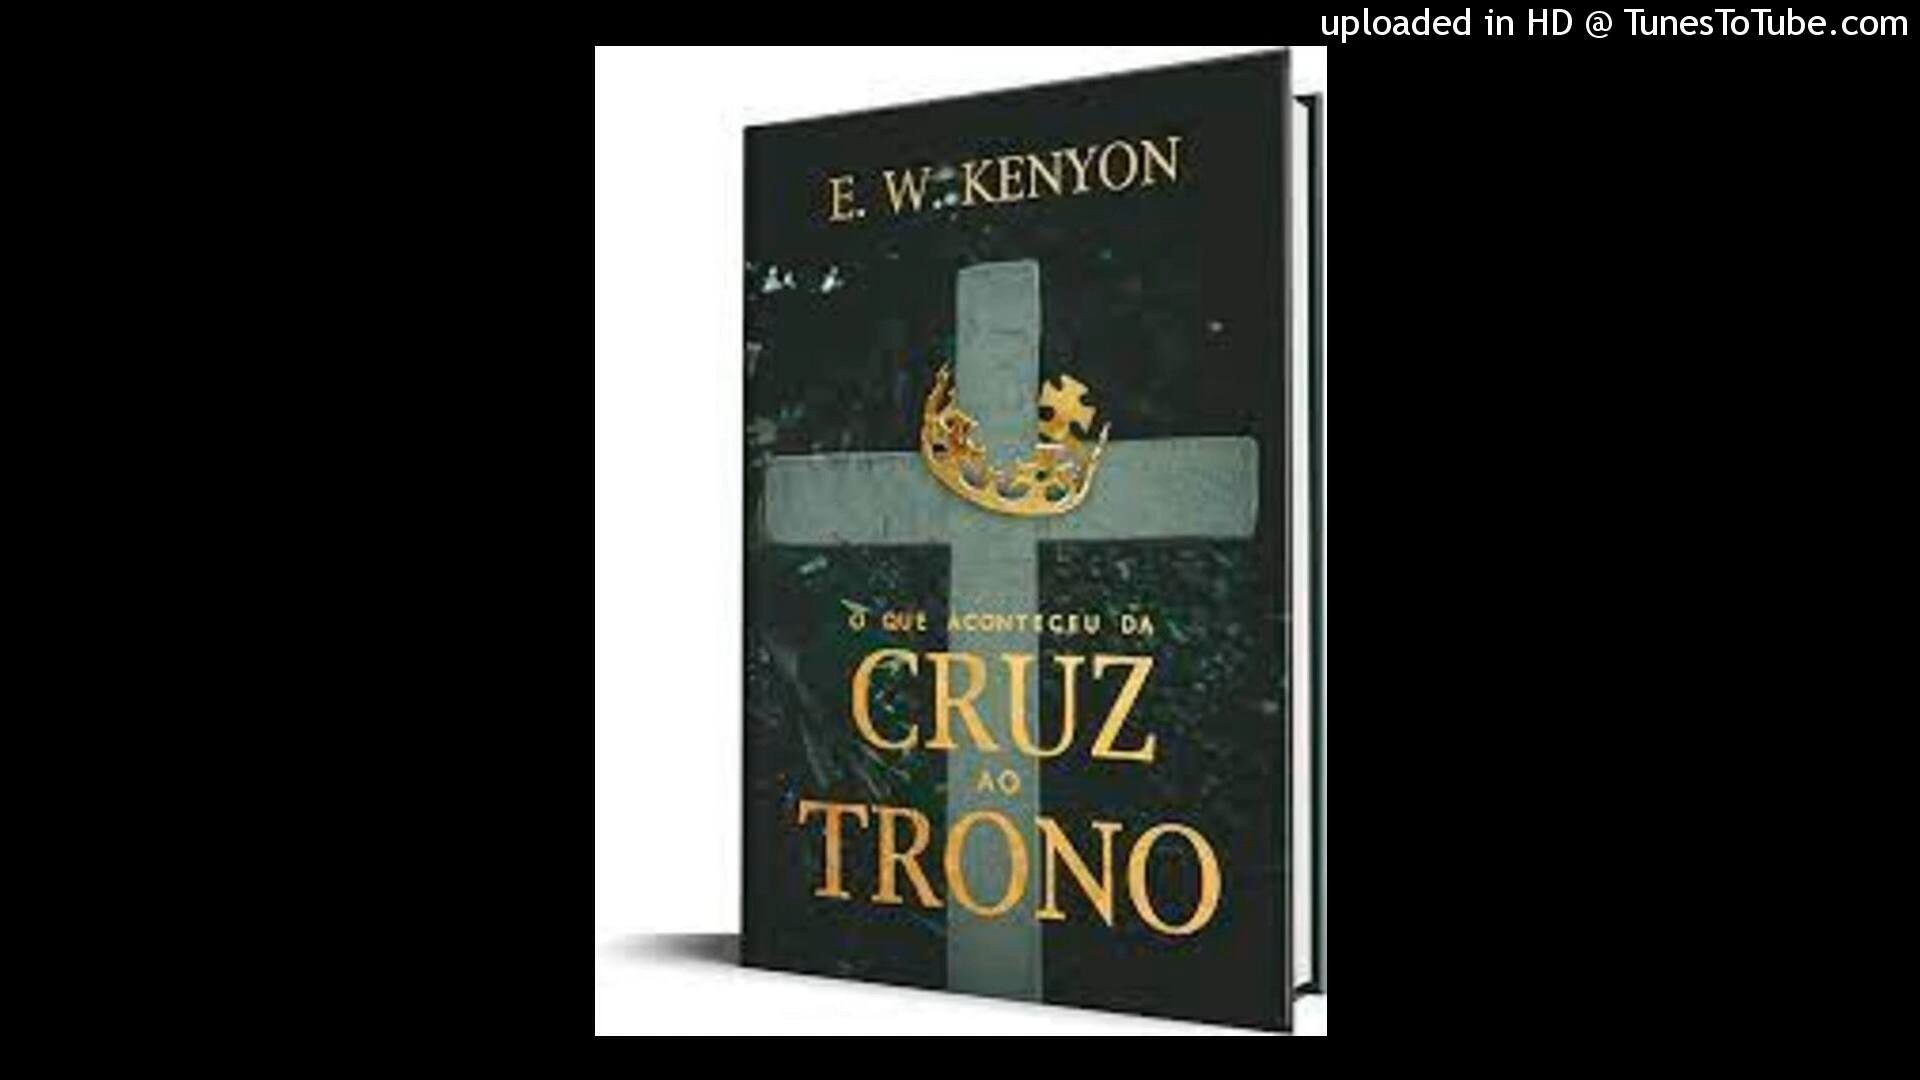 uploaded in HD @ TunesToTube.com
E. W. KENYON
O QUE ACONTECEU DA
CRUZ
AO
TRONO